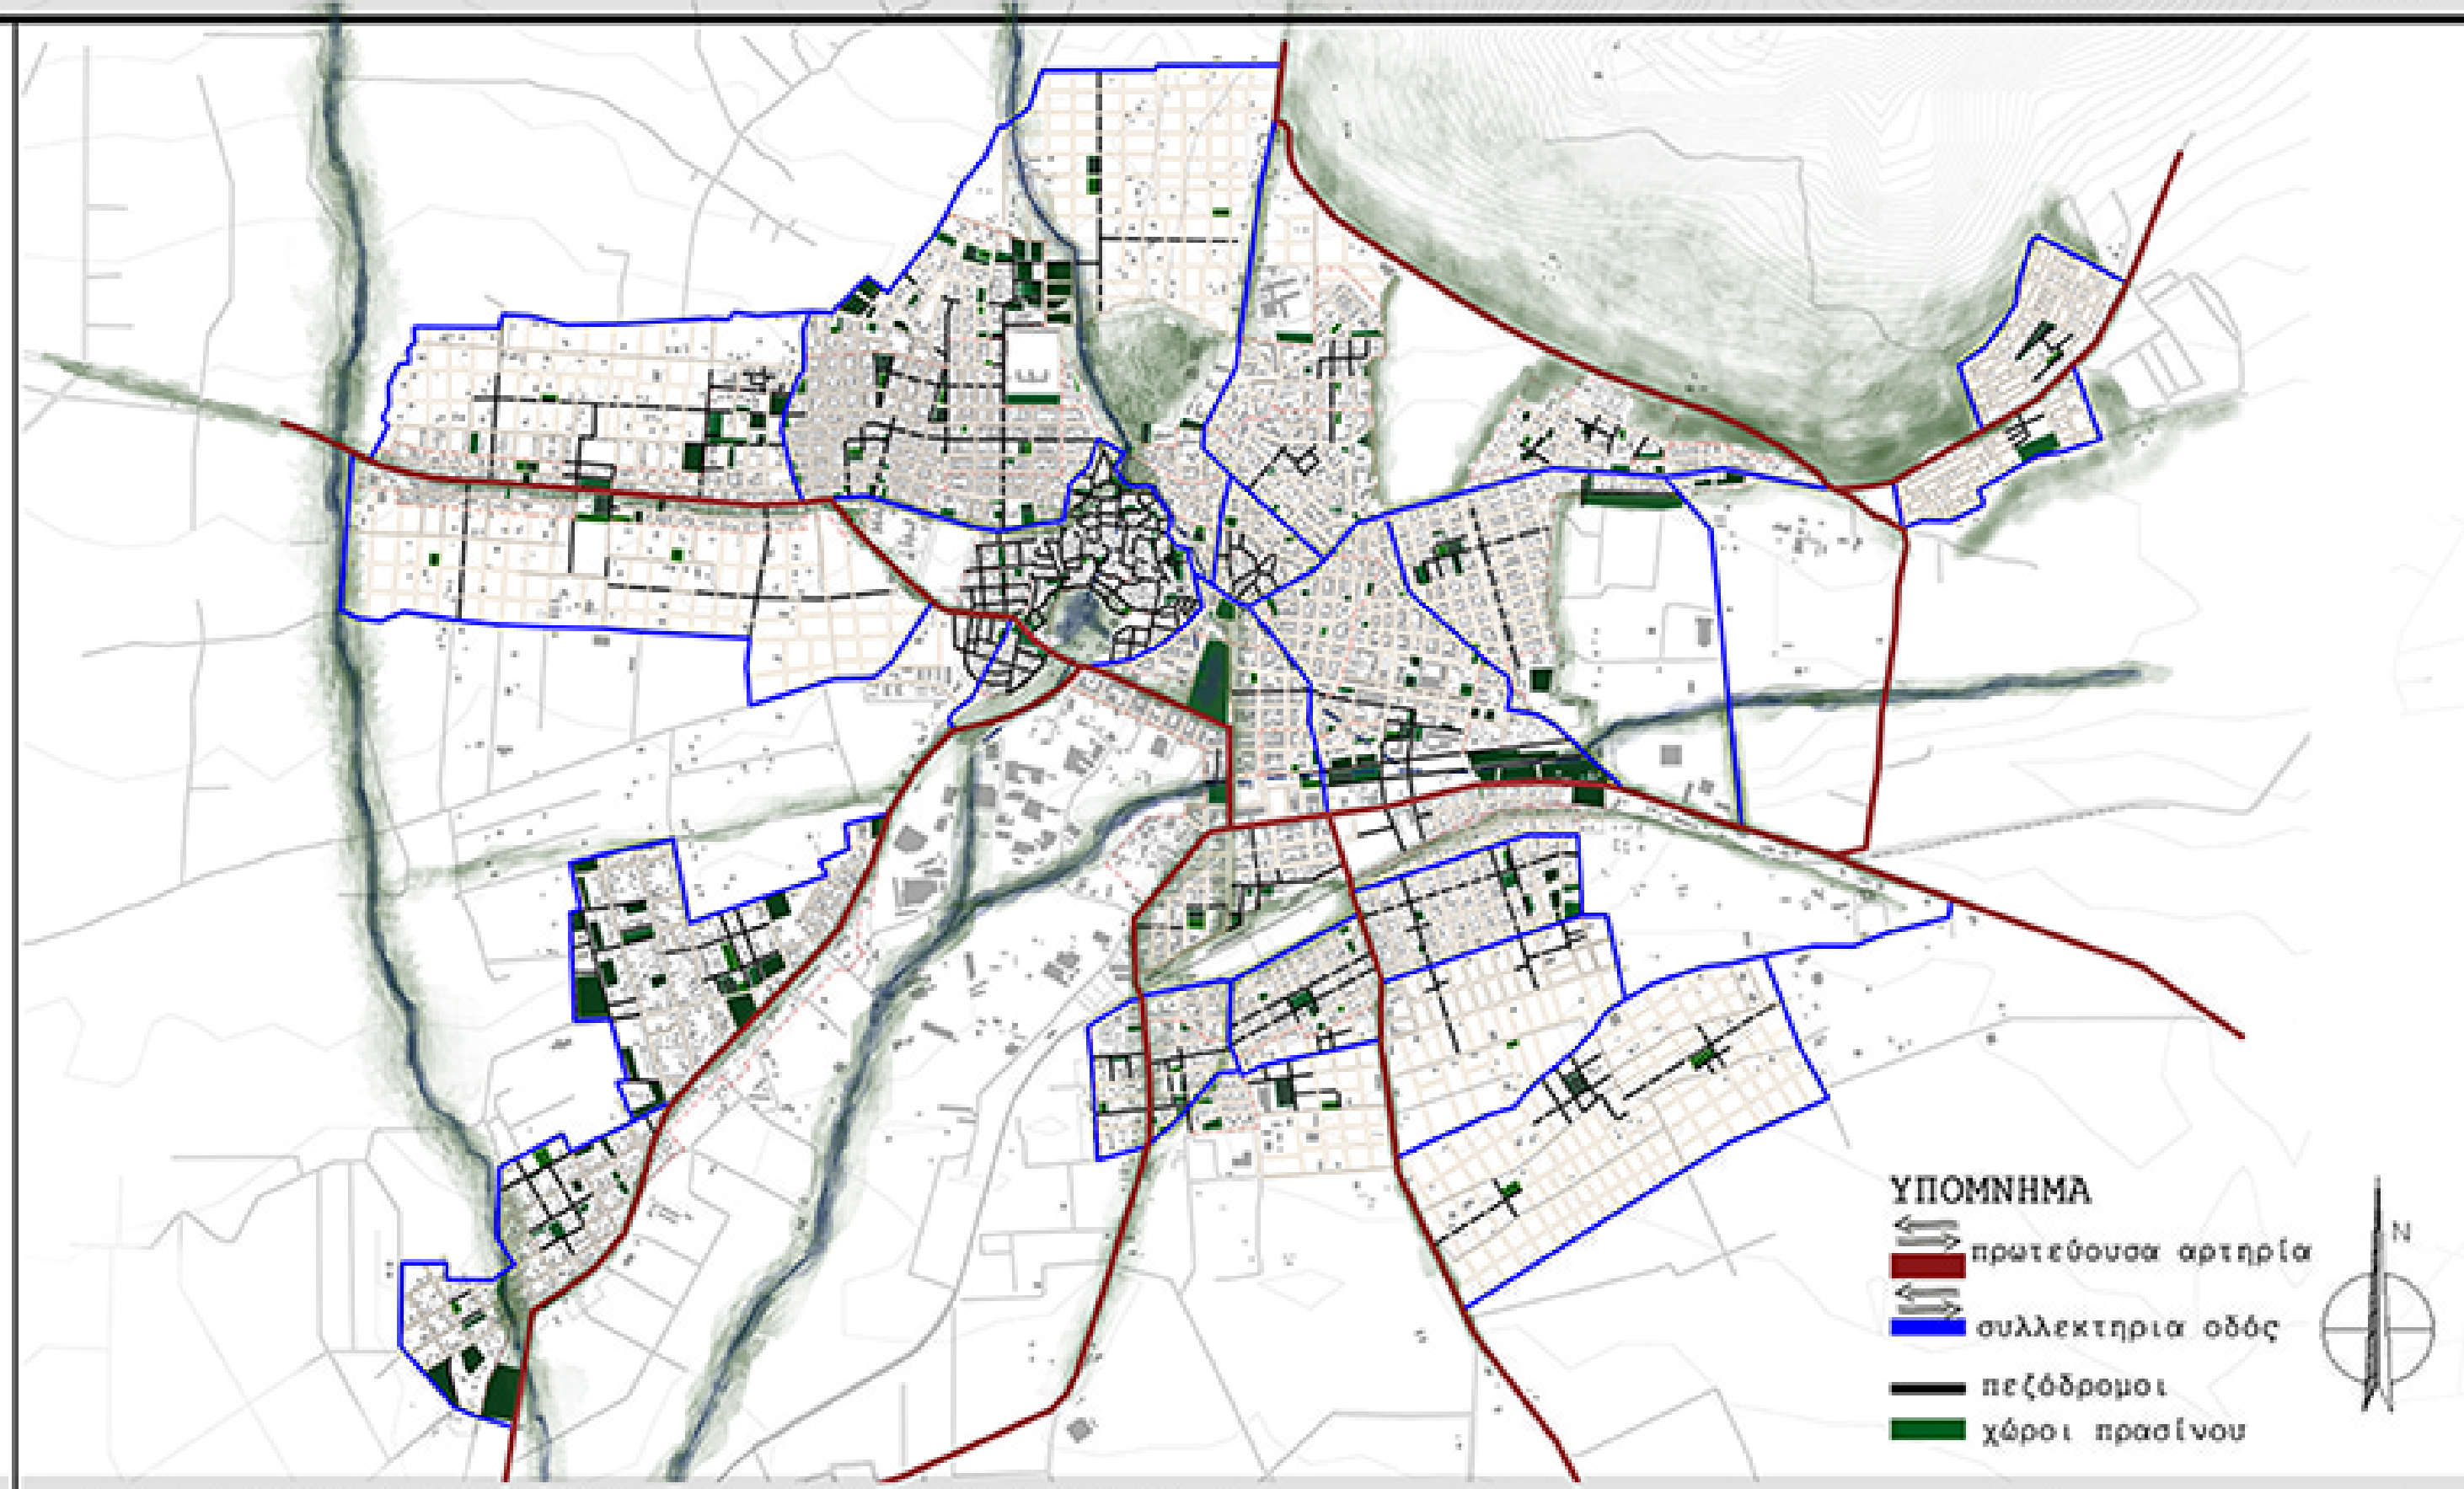 E
ΥΠΟΜΝΗΜΑ
πρωτεύουσα αρτηρία
συλλεκτηρια οδός
πεζόδρομοι
χώροι πρασίνου
N